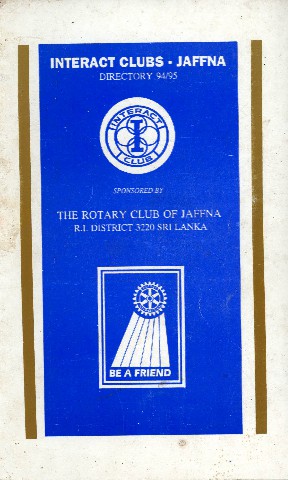 INTERACT CLUBS - JAFFNA
DIRECTORY 94/95
INTERACT
I
CLUB
SPONSORED BY
THE ROTARY CLUB OF JAFFNA
R.I. DISTRICT 3220 SRI LANKA
BE A FRIEND